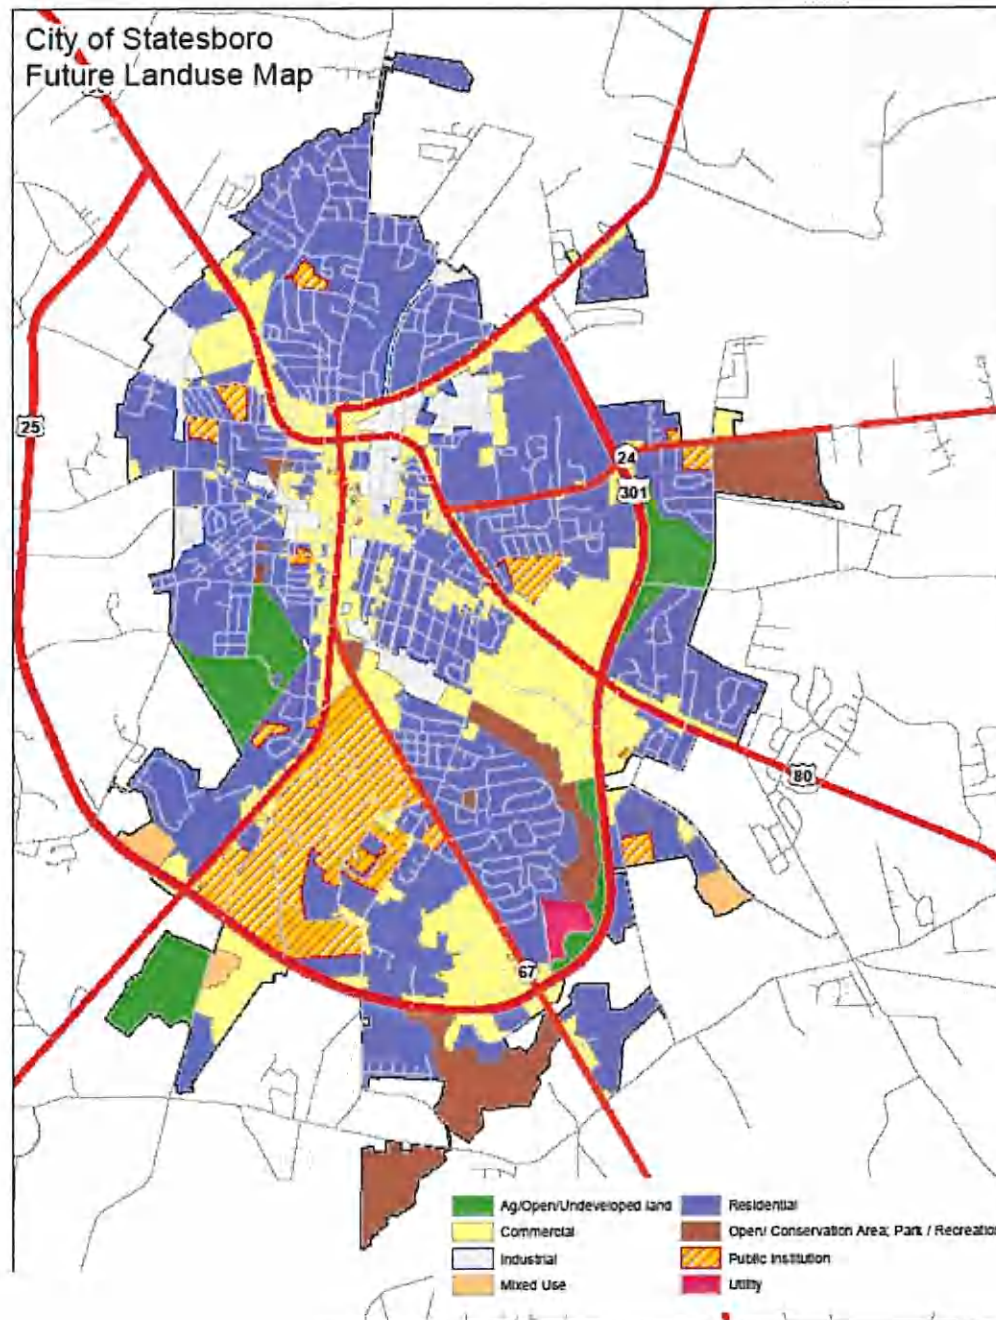 City of Statesboro
Future Landuse Map
25
24
301
80
67
Ag/Open/Undeveloped land
Commercial
Industrial
Mixed Use
Residential
Open/ Conservation Area; Park / Recreation
Public Institution
Utility